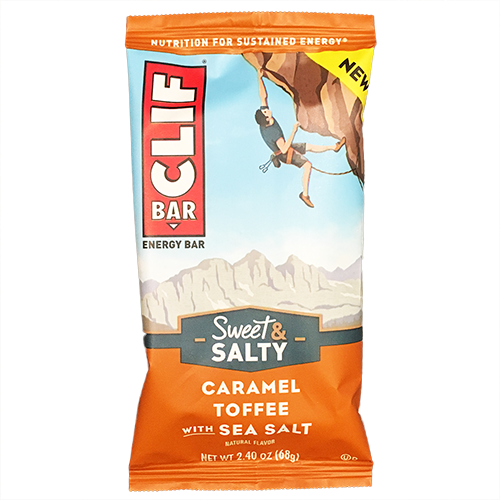 NUTRITION FOR SUSTAINED ENERGY®
NEW
CLIF®
BAR
ENERGY BAR
Sweet &
SALTY
CARAMEL
TOFFEE
WITH SEA SALT
NATURAL FLAVOR
NET WT 2.40 OZ (68g)
U D